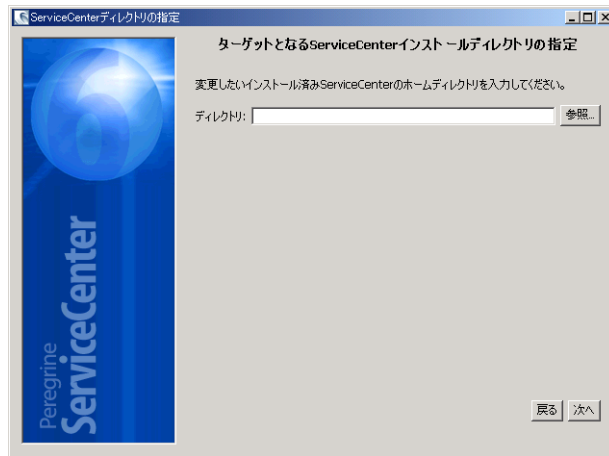 ServiceCenterディレクトリの指定
ターゲットとなるServiceCenterインストールディレクトリの指定
変更したいインストール済みServiceCenterのホームディレクトリを入力してください。
ディレクトリ:
参照...
6
Peregrine
ServiceCenter
戻る
次へ